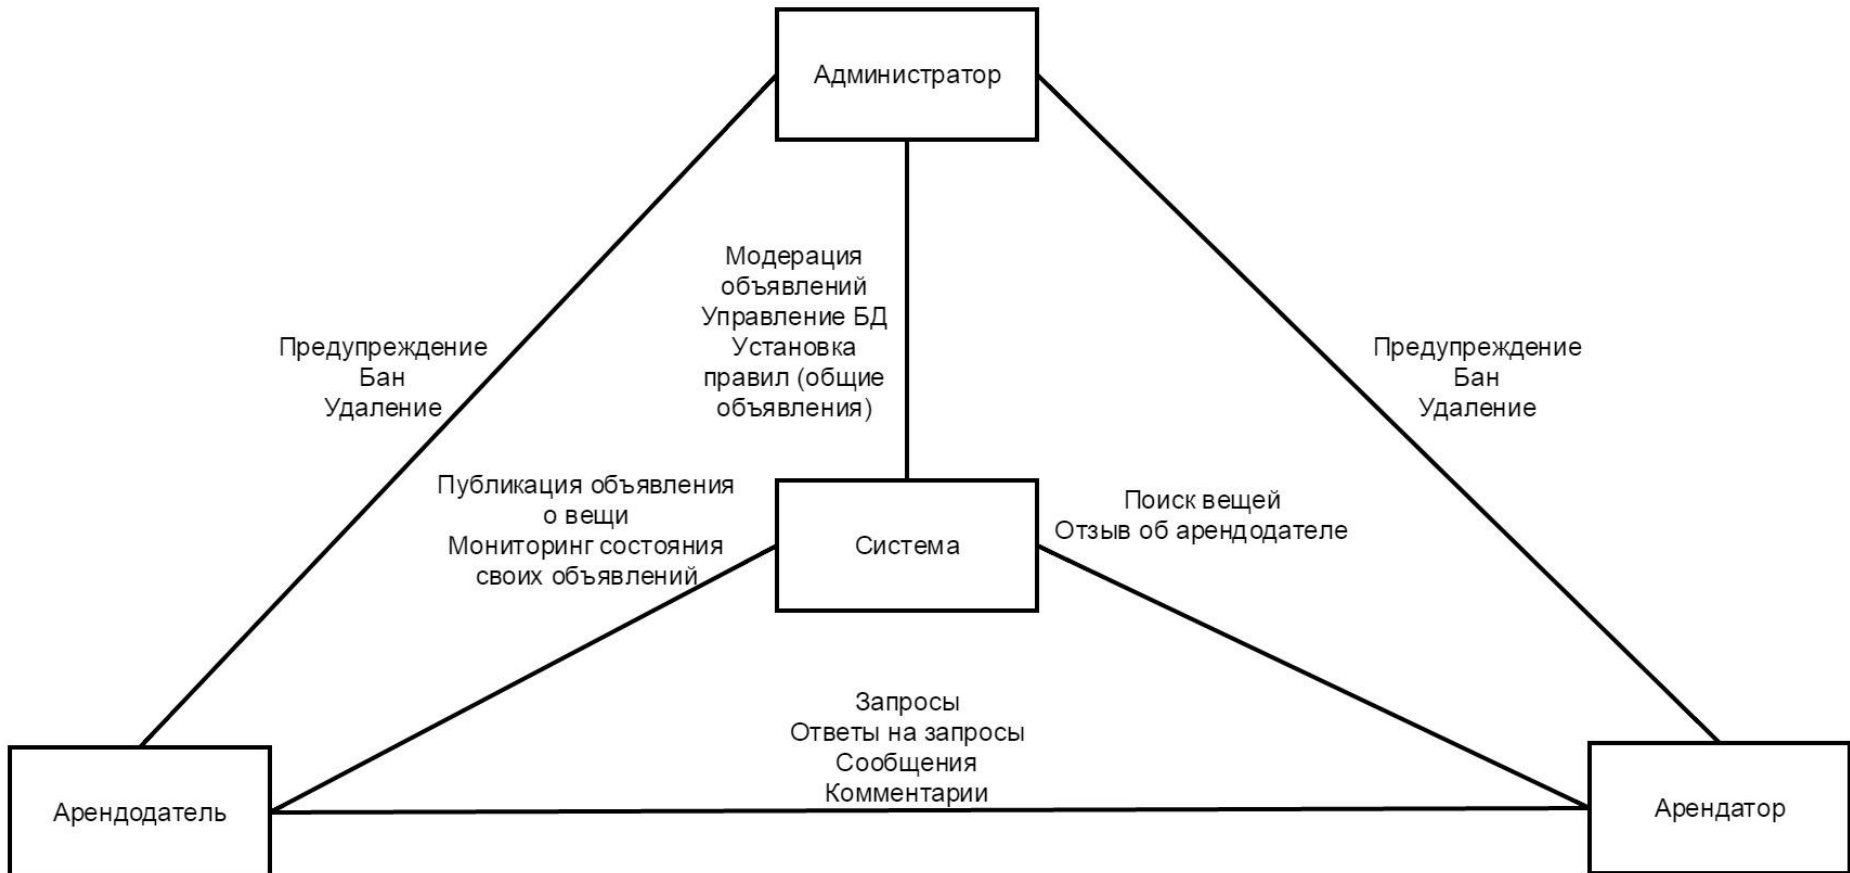 Администратор
Модерация
объявлений
Управление БД
Установка
правил (общие
объявления)
Предупреждение
Бан
Удаление
Предупреждение
Бан
Удаление
Публикация объявления
о вещи
Мониторинг состояния
своих объявлений
Система
Поиск вещей
Отзыв об арендодателе
Запросы
Ответы на запросы
Сообщения
Комментарии
Арендодатель
Арендатор